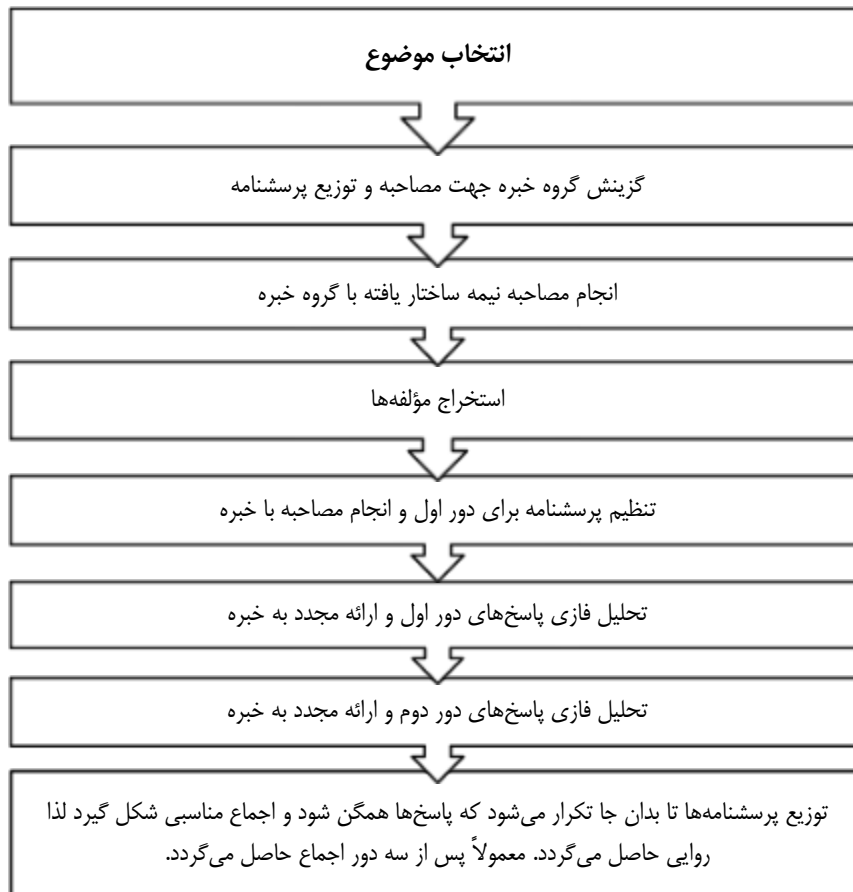 انتخاب موضوع
گزینش گروه خبره جهت مصاحبه و توزیع پرسشنامه
انجام مصاحبه نیمه ساختار یافته با گروه خبره
استخراج مؤلفه‌ها
تنظیم پرسشنامه برای دور اول و انجام مصاحبه با خبره
تحلیل فازی پاسخ‌های دور اول و ارائه مجدد به خبره
تحلیل فازی پاسخ‌های دور دوم و ارائه مجدد به خبره
توزیع پرسشنامه‌ها تا بدان جا تکرار می‌شود که پاسخ‌ها همگن شود و اجماع مناسبی شکل گیرد لذا
روایی حاصل می‌گردد. معمولاً پس از سه دور اجماع حاصل می‌گردد.